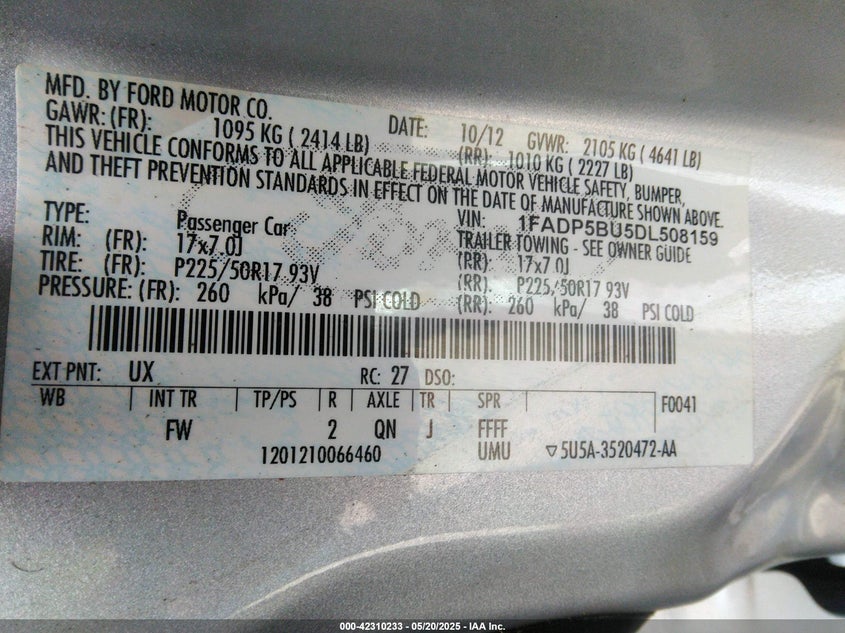 MFD. BY FORD MOTOR CO.
DATE: 10/12 GVWR: 2105 KG ( 4641 LB)
GAWR: (FR): 1095 KG ( 2414 LB) (RR): 1010 KG ( 2227 LB)
THIS VEHICLE CONFORMS TO ALL APPLICABLE FEDERAL MOTOR VEHICLE SAFETY, BUMPER,
AND THEFT PREVENTION STANDARDS IN EFFECT ON THE DATE OF MANUFACTURE SHOWN ABOVE.
VIN: 1FADP5BU5DL508159
TYPE: Passenger Car TRAILER TOWING - SEE OWNER GUIDE
RIM: (FR): 17x7.0J (RR): 17x7.0J
TIRE: (FR): P225/50R17 93V (RR): P225/50R17 93V
PRESSURE: (FR): 260 kPa/ 38 PSI COLD (RR): 260 kPa/ 38 PSI COLD
EXT PNT: UX RC: 27 DSO:
WB INT TR TP/PS R AXLE TR SPR F0041
FW 2 QN J FFFF
1201210066460 UMU ▽5U5A-3520472-AA
000-42310233 — 05/20/2025 — IAA Inc.